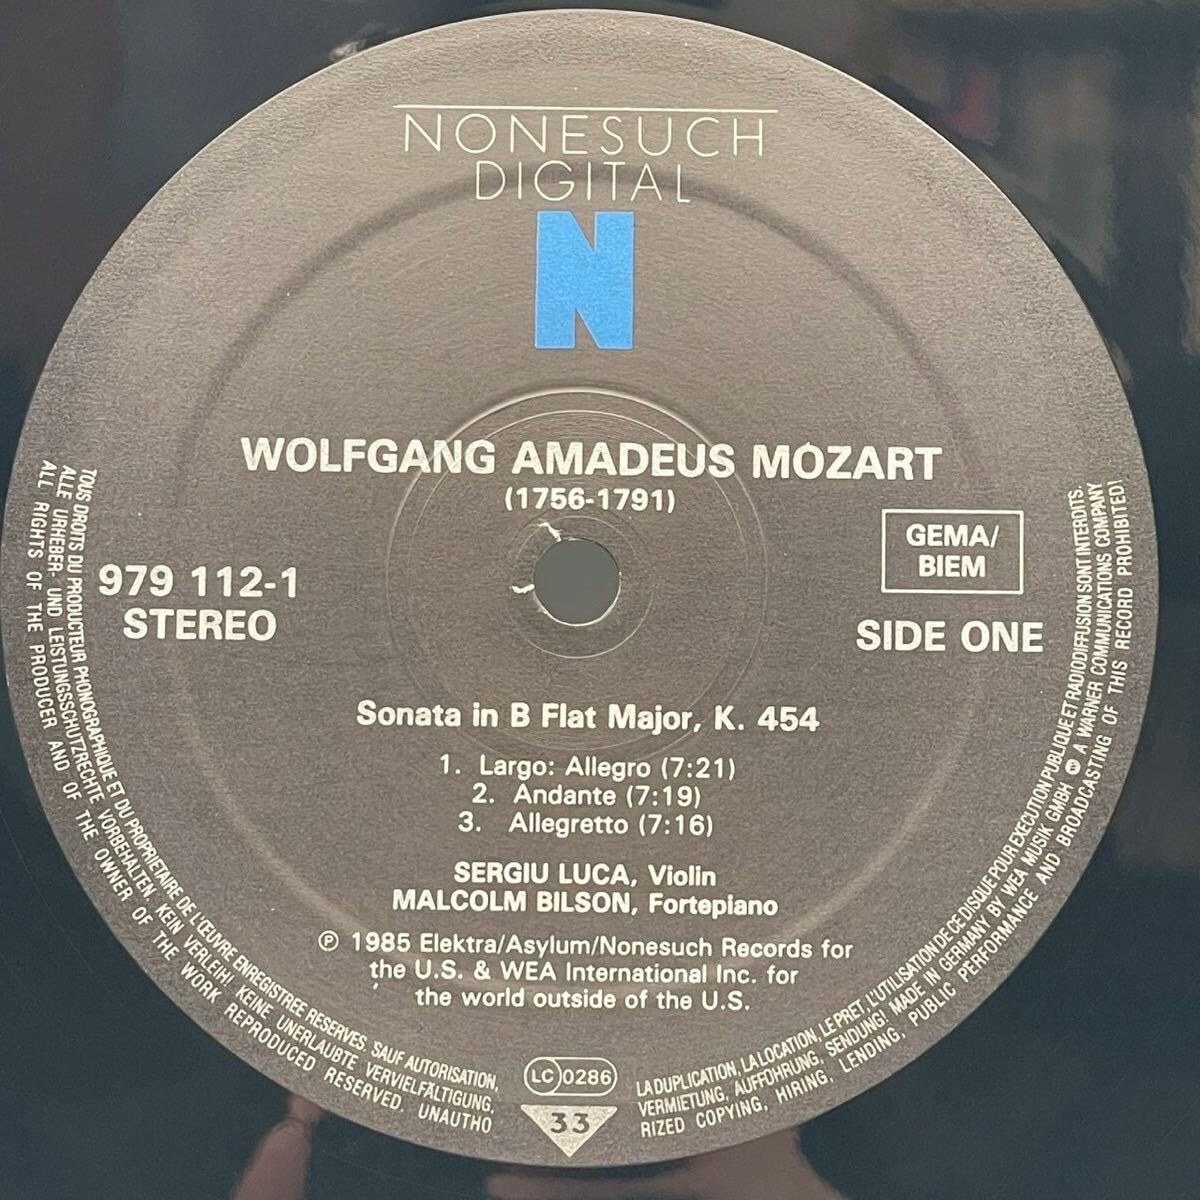 NONESUCH
DIGITAL
N
WOLFGANG AMADEUS MOZART
(1756-1791)
979 112-1
STEREO
GEMA/
BIEM
SIDE ONE
Sonata in B Flat Major, K. 454
1. Largo: Allegro (7:21)
2. Andante (7:19)
3. Allegretto (7:16)
SERGIU LUCA, Violin
MALCOLM BILSON, Fortepiano
℗ 1985 Elektra/Asylum/Nonesuch Records for
the U.S. & WEA International Inc. for
the world outside of the U.S.
TOUS DROITS DU PRODUCTEUR PHONOGRAPHIQUE ET DU PROPRIETAIRE DE L'ŒUVRE ENREGISTREE RESERVES. SAUF AUTORISATION, LA DUPLICATION, LA LOCATION, LE PRET, L'UTILISATION DE CE DISQUE POUR EXECUTION PUBLIQUE ET RADIODIFFUSION SONT INTERDITS.
ALLE URHEBER- UND LEISTUNGSSCHUTZRECHTE VORBEHALTEN. KEIN VERLEIH! KEINE UNERLAUBTE VERVIELFÄLTIGUNG, VERMIETUNG, AUFFÜHRUNG, SENDUNG! MADE IN GERMANY BY WEA MUSIK GMBH A WARNER COMMUNICATIONS COMPANY
ALL RIGHTS OF THE PRODUCER AND OF THE OWNER OF THE WORK REPRODUCED RESERVED. UNAUTHORIZED COPYING, HIRING, LENDING, PUBLIC PERFORMANCE AND BROADCASTING OF THIS RECORD PROHIBITED!
LC 0286
33